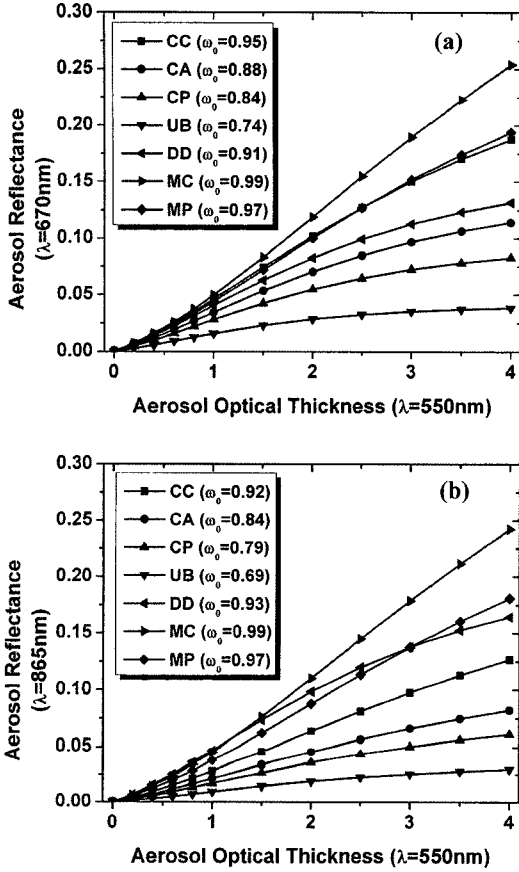 (a)
CC (ω₀=0.95)
CA (ω₀=0.88)
CP (ω₀=0.84)
UB (ω₀=0.74)
DD (ω₀=0.91)
MC (ω₀=0.99)
MP (ω₀=0.97)
Aerosol Reflectance
(λ=670nm)
0.30
0.25
0.20
0.15
0.10
0.05
0.00
0 1 2 3 4
Aerosol Optical Thickness (λ=550nm)
(b)
CC (ω₀=0.92)
CA (ω₀=0.84)
CP (ω₀=0.79)
UB (ω₀=0.69)
DD (ω₀=0.93)
MC (ω₀=0.99)
MP (ω₀=0.97)
Aerosol Reflectance
(λ=865nm)
0.30
0.25
0.20
0.15
0.10
0.05
0.00
0 1 2 3 4
Aerosol Optical Thickness (λ=550nm)